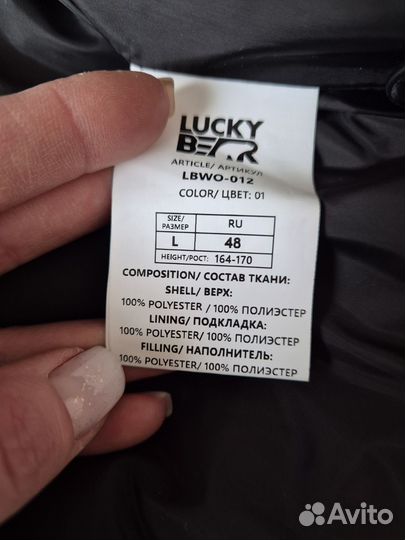 LUCKY
BEAR
ARTICLE/ АРТИКУЛ
LBWO-012
COLOR/ ЦВЕТ: 01
SIZE/ РАЗМЕР RU
L 48
HEIGHT/РОСТ: 164-170
COMPOSITION/ СОСТАВ ТКАНИ:
SHELL/ ВЕРХ:
100% POLYESTER / 100% ПОЛИЭСТЕР
LINING/ ПОДКЛАДКА:
100% POLYESTER/ 100% ПОЛИЭСТЕР
FILLING/ НАПОЛНИТЕЛЬ:
100% POLYESTER/ 100% ПОЛИЭСТЕР
Avito